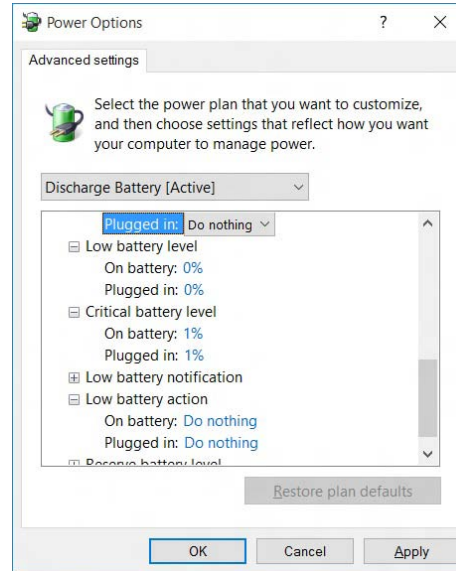 Power Options
?
Advanced settings
Select the power plan that you want to customize,
and then choose settings that reflect how you want
your computer to manage power.
Discharge Battery [Active]
Plugged in: Do nothing
Low battery level
On battery: 0%
Plugged in: 0%
Critical battery level
On battery: 1%
Plugged in: 1%
Low battery notification
Low battery action
On battery: Do nothing
Plugged in: Do nothing
Reserve battery level
Restore plan defaults
OK Cancel Apply